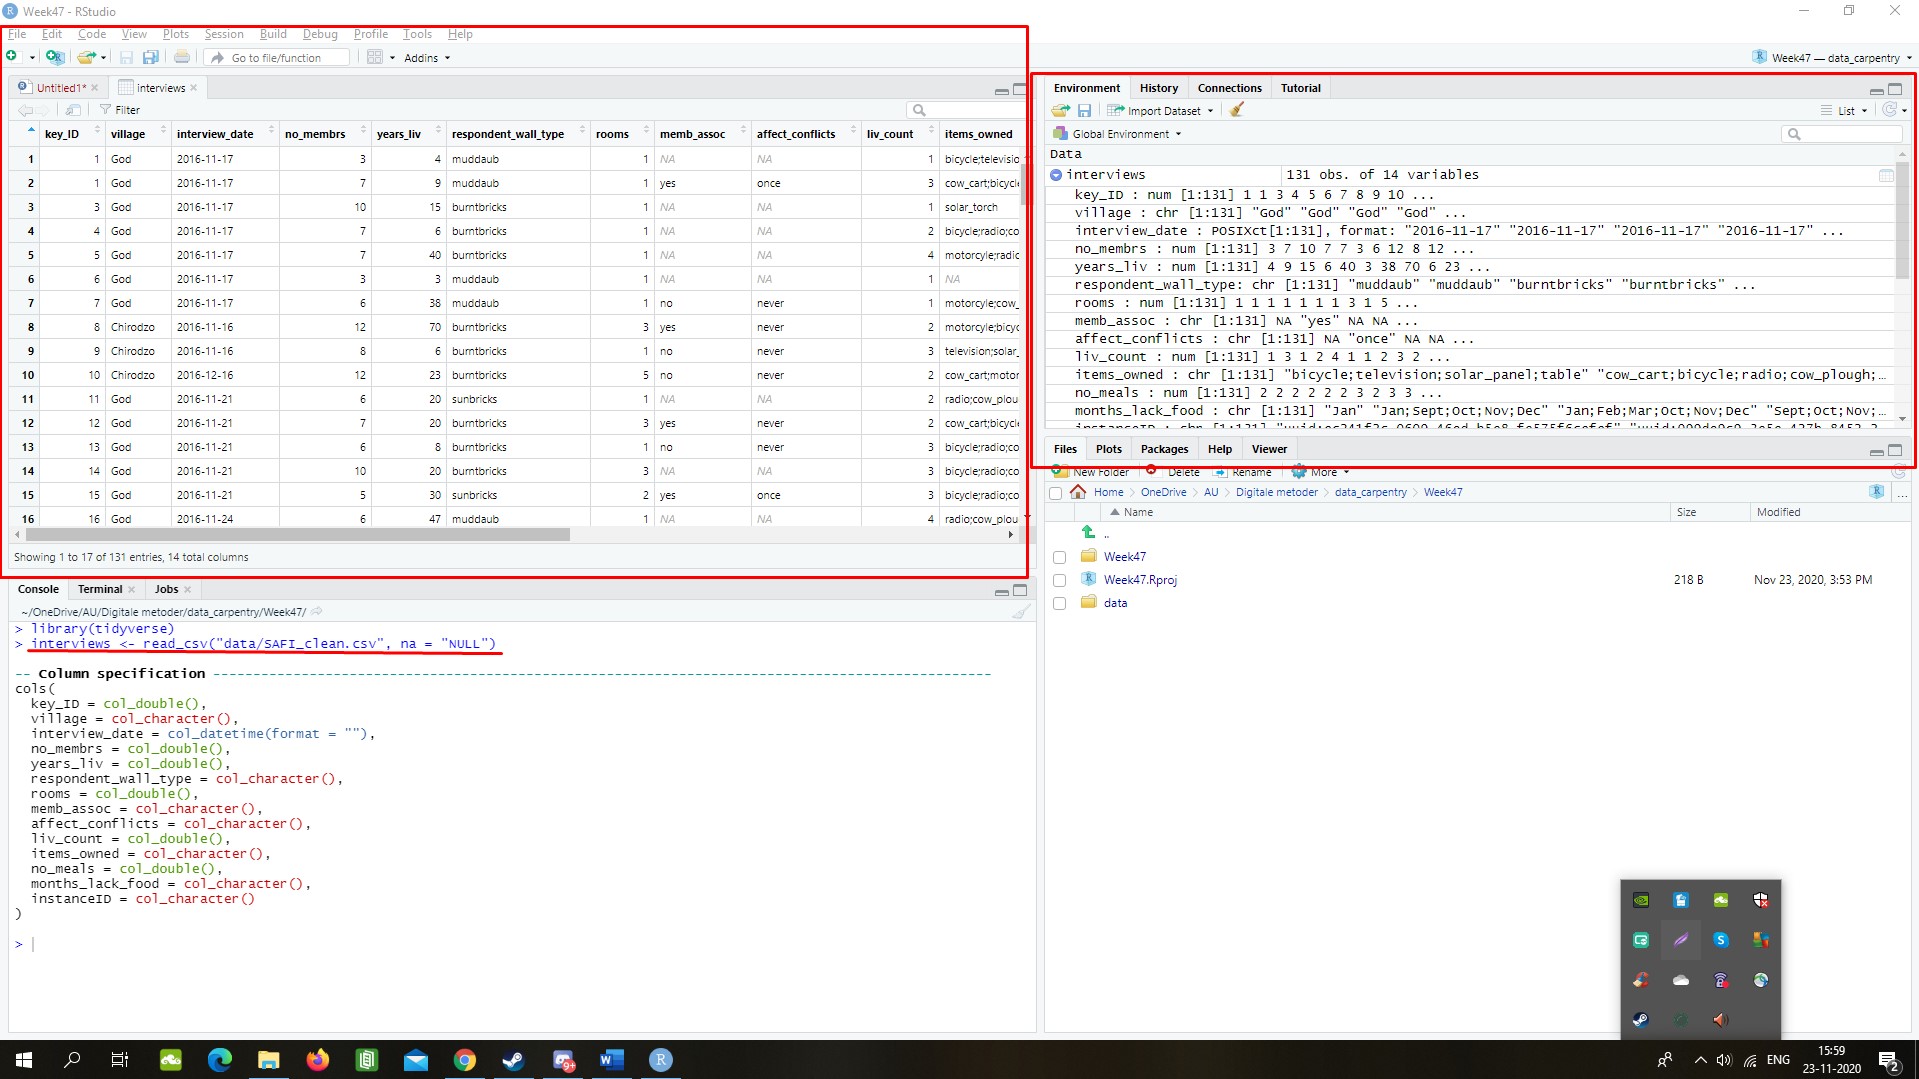 Week47 - RStudio
File Edit Code View Plots Session Build Debug Profile Tools Help
Go to file/function Addins
Week47 — data_carpentry
Untitled1* interviews
Filter
key_ID village interview_date no_membrs years_liv respondent_wall_type rooms memb_assoc affect_conflicts liv_count items_owned
1 1 God 2016-11-17 3 4 muddaub 1 NA NA 1 bicycle;televisio
2 1 God 2016-11-17 7 9 muddaub 1 yes once 3 cow_cart;bicycle
3 3 God 2016-11-17 10 15 burntbricks 1 NA NA 1 solar_torch
4 4 God 2016-11-17 7 6 burntbricks 1 NA NA 2 bicycle;radio;co
5 5 God 2016-11-17 7 40 burntbricks 1 NA NA 4 motorcyle;radio
6 6 God 2016-11-17 3 3 muddaub 1 NA NA 1 NA
7 7 God 2016-11-17 6 38 muddaub 1 no never 1 motorcyle;cow_
8 8 Chirodzo 2016-11-16 12 70 burntbricks 3 yes never 2 motorcyle;bicyc
9 9 Chirodzo 2016-11-16 8 6 burntbricks 1 no never 3 television;solar_
10 10 Chirodzo 2016-12-16 12 23 burntbricks 5 no never 2 cow_cart;motor
11 11 God 2016-11-21 6 20 sunbricks 1 NA NA 2 radio;cow_plou
12 12 God 2016-11-21 7 20 burntbricks 3 yes never 2 cow_cart;bicycle
13 13 God 2016-11-21 6 8 burntbricks 1 no never 3 bicycle;radio;co
14 14 God 2016-11-21 10 20 burntbricks 3 NA NA 3 bicycle;radio;co
15 15 God 2016-11-21 5 30 sunbricks 2 yes once 3 bicycle;radio;co
16 16 God 2016-11-24 6 47 muddaub 1 NA NA 4 radio;cow_plou
Showing 1 to 17 of 131 entries, 14 total columns
Console Terminal Jobs
~/OneDrive/AU/Digitale metoder/data_carpentry/Week47/
> library(tidyverse)
> interviews <- read_csv("data/SAFI_clean.csv", na = "NULL")
-- Column specification ------------------------------------------------
cols(
key_ID = col_double(),
village = col_character(),
interview_date = col_datetime(format = ""),
no_membrs = col_double(),
years_liv = col_double(),
respondent_wall_type = col_character(),
rooms = col_double(),
memb_assoc = col_character(),
affect_conflicts = col_character(),
liv_count = col_double(),
items_owned = col_character(),
no_meals = col_double(),
months_lack_food = col_character(),
instanceID = col_character()
)
>
Environment History Connections Tutorial
Import Dataset List
Global Environment
Data
interviews 131 obs. of 14 variables
key_ID : num [1:131] 1 1 3 4 5 6 7 8 9 10 ...
village : chr [1:131] "God" "God" "God" "God" ...
interview_date : POSIXct[1:131], format: "2016-11-17" "2016-11-17" "2016-11-17" "2016-11-17" ...
no_membrs : num [1:131] 3 7 10 7 7 3 6 12 8 12 ...
years_liv : num [1:131] 4 9 15 6 40 3 38 70 6 23 ...
respondent_wall_type: chr [1:131] "muddaub" "muddaub" "burntbricks" "burntbricks" ...
rooms : num [1:131] 1 1 1 1 1 1 1 3 1 5 ...
memb_assoc : chr [1:131] NA "yes" NA NA ...
affect_conflicts : chr [1:131] NA "once" NA NA ...
liv_count : num [1:131] 1 3 1 2 4 1 1 2 3 2 ...
items_owned : chr [1:131] "bicycle;television;solar_panel;table" "cow_cart;bicycle;radio;cow_plough;…
no_meals : num [1:131] 2 2 2 2 2 2 3 2 3 3 ...
months_lack_food : chr [1:131] "Jan" "Jan;Sept;Oct;Nov;Dec" "Jan;Feb;Mar;Oct;Nov;Dec" "Sept;Oct;Nov;…
Files Plots Packages Help Viewer
New Folder Delete Rename More
Home OneDrive AU Digitale metoder data_carpentry Week47 ...
Name Size Modified
..
Week47
Week47.Rproj 218 B Nov 23, 2020, 3:53 PM
data
ENG 15:59
23-11-2020
2
9+